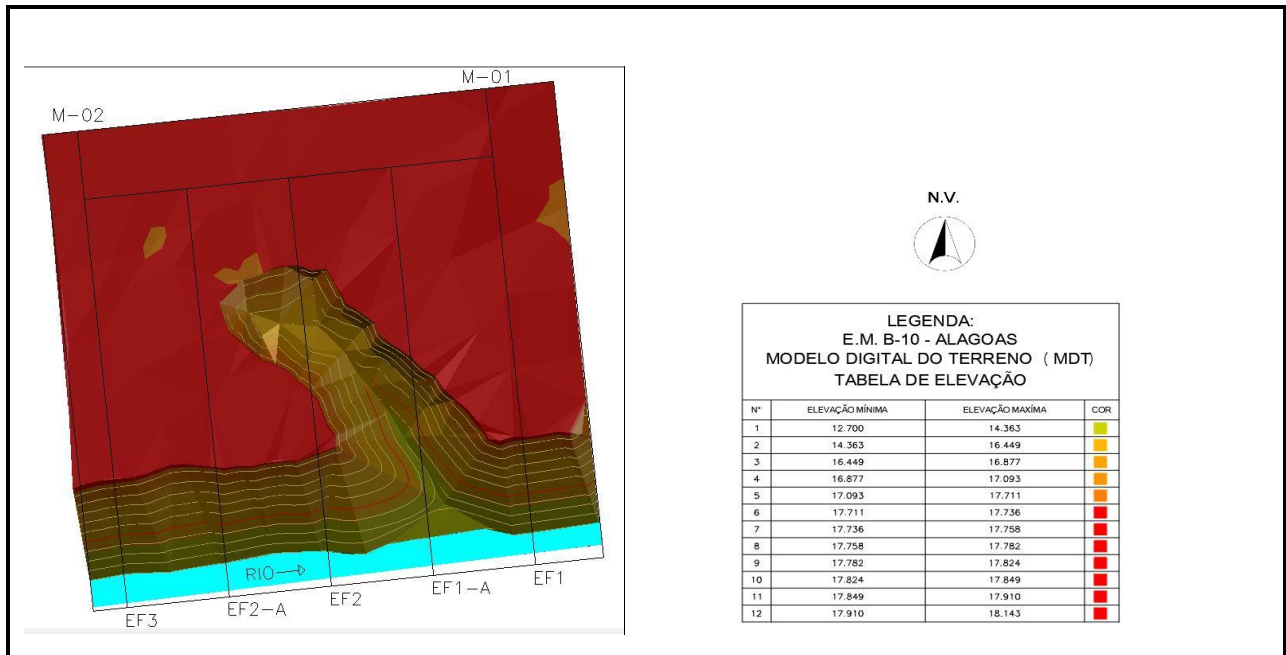 M-01
M-02
RIO
EF3
EF2-A
EF2
EF1-A
EF1
N.V.
LEGENDA:
E.M. B-10 - ALAGOAS
MODELO DIGITAL DO TERRENO ( MDT)
TABELA DE ELEVAÇÃO
N° ELEVAÇÃO MÍNIMA ELEVAÇÃO MAXÍMA COR
1 12.700 14.363
2 14.363 16.449
3 16.449 16.877
4 16.877 17.093
5 17.093 17.711
6 17.711 17.736
7 17.736 17.758
8 17.758 17.782
9 17.782 17.824
10 17.824 17.849
11 17.849 17.910
12 17.910 18.143